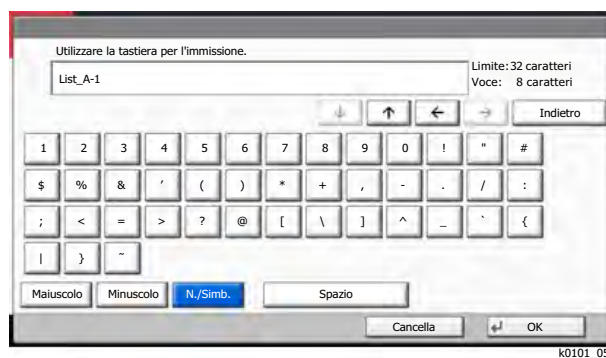 Utilizzare la tastiera per l'immissione.
Limite: 32 caratteri
List_A-1
Voce: 8 caratteri
↓ ↑ ← → Indietro
1 2 3 4 5 6 7 8 9 0 ! " #
$ % & ' ( ) * + , - . / :
; < = > ? @ [ \ ] ^ _ ` {
| } ~
Maiuscolo Minuscolo N./Simb. Spazio
Cancella OK
k0101_05